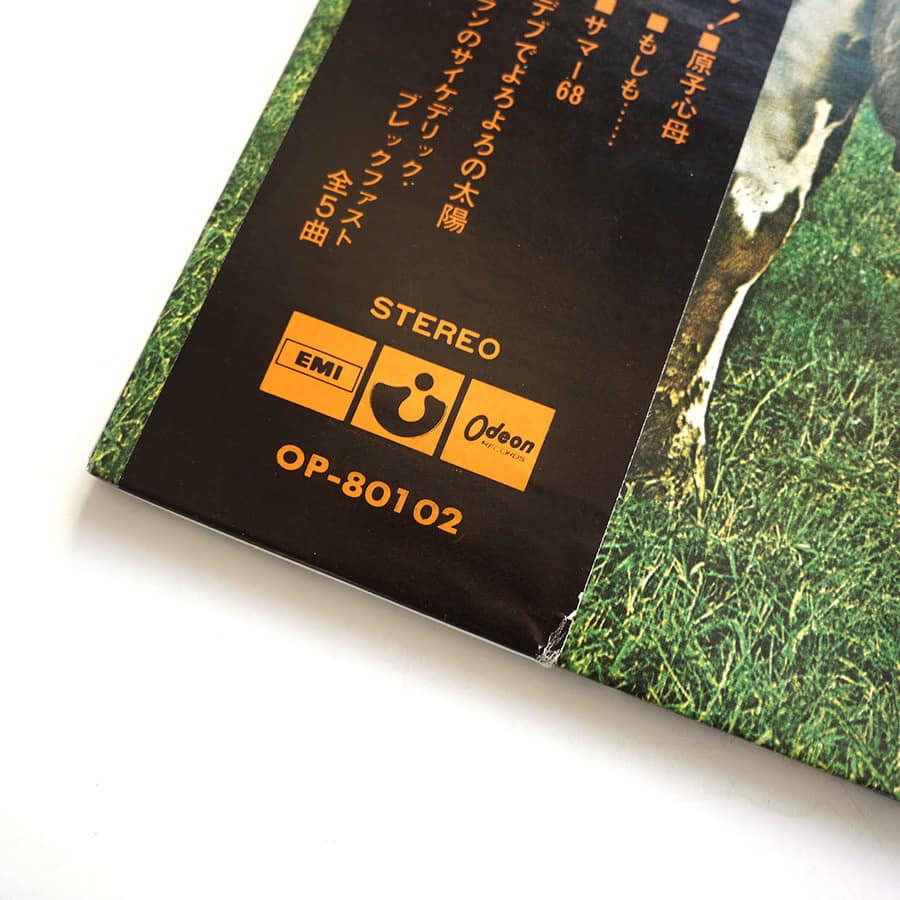 ！■原子心母
■もしも……
■サマー68
デブでよろよろの太陽
ンのサイケデリック・
ブレックファスト
全5曲
STEREO
EMI
Odeon
RECORDS
OP-80102